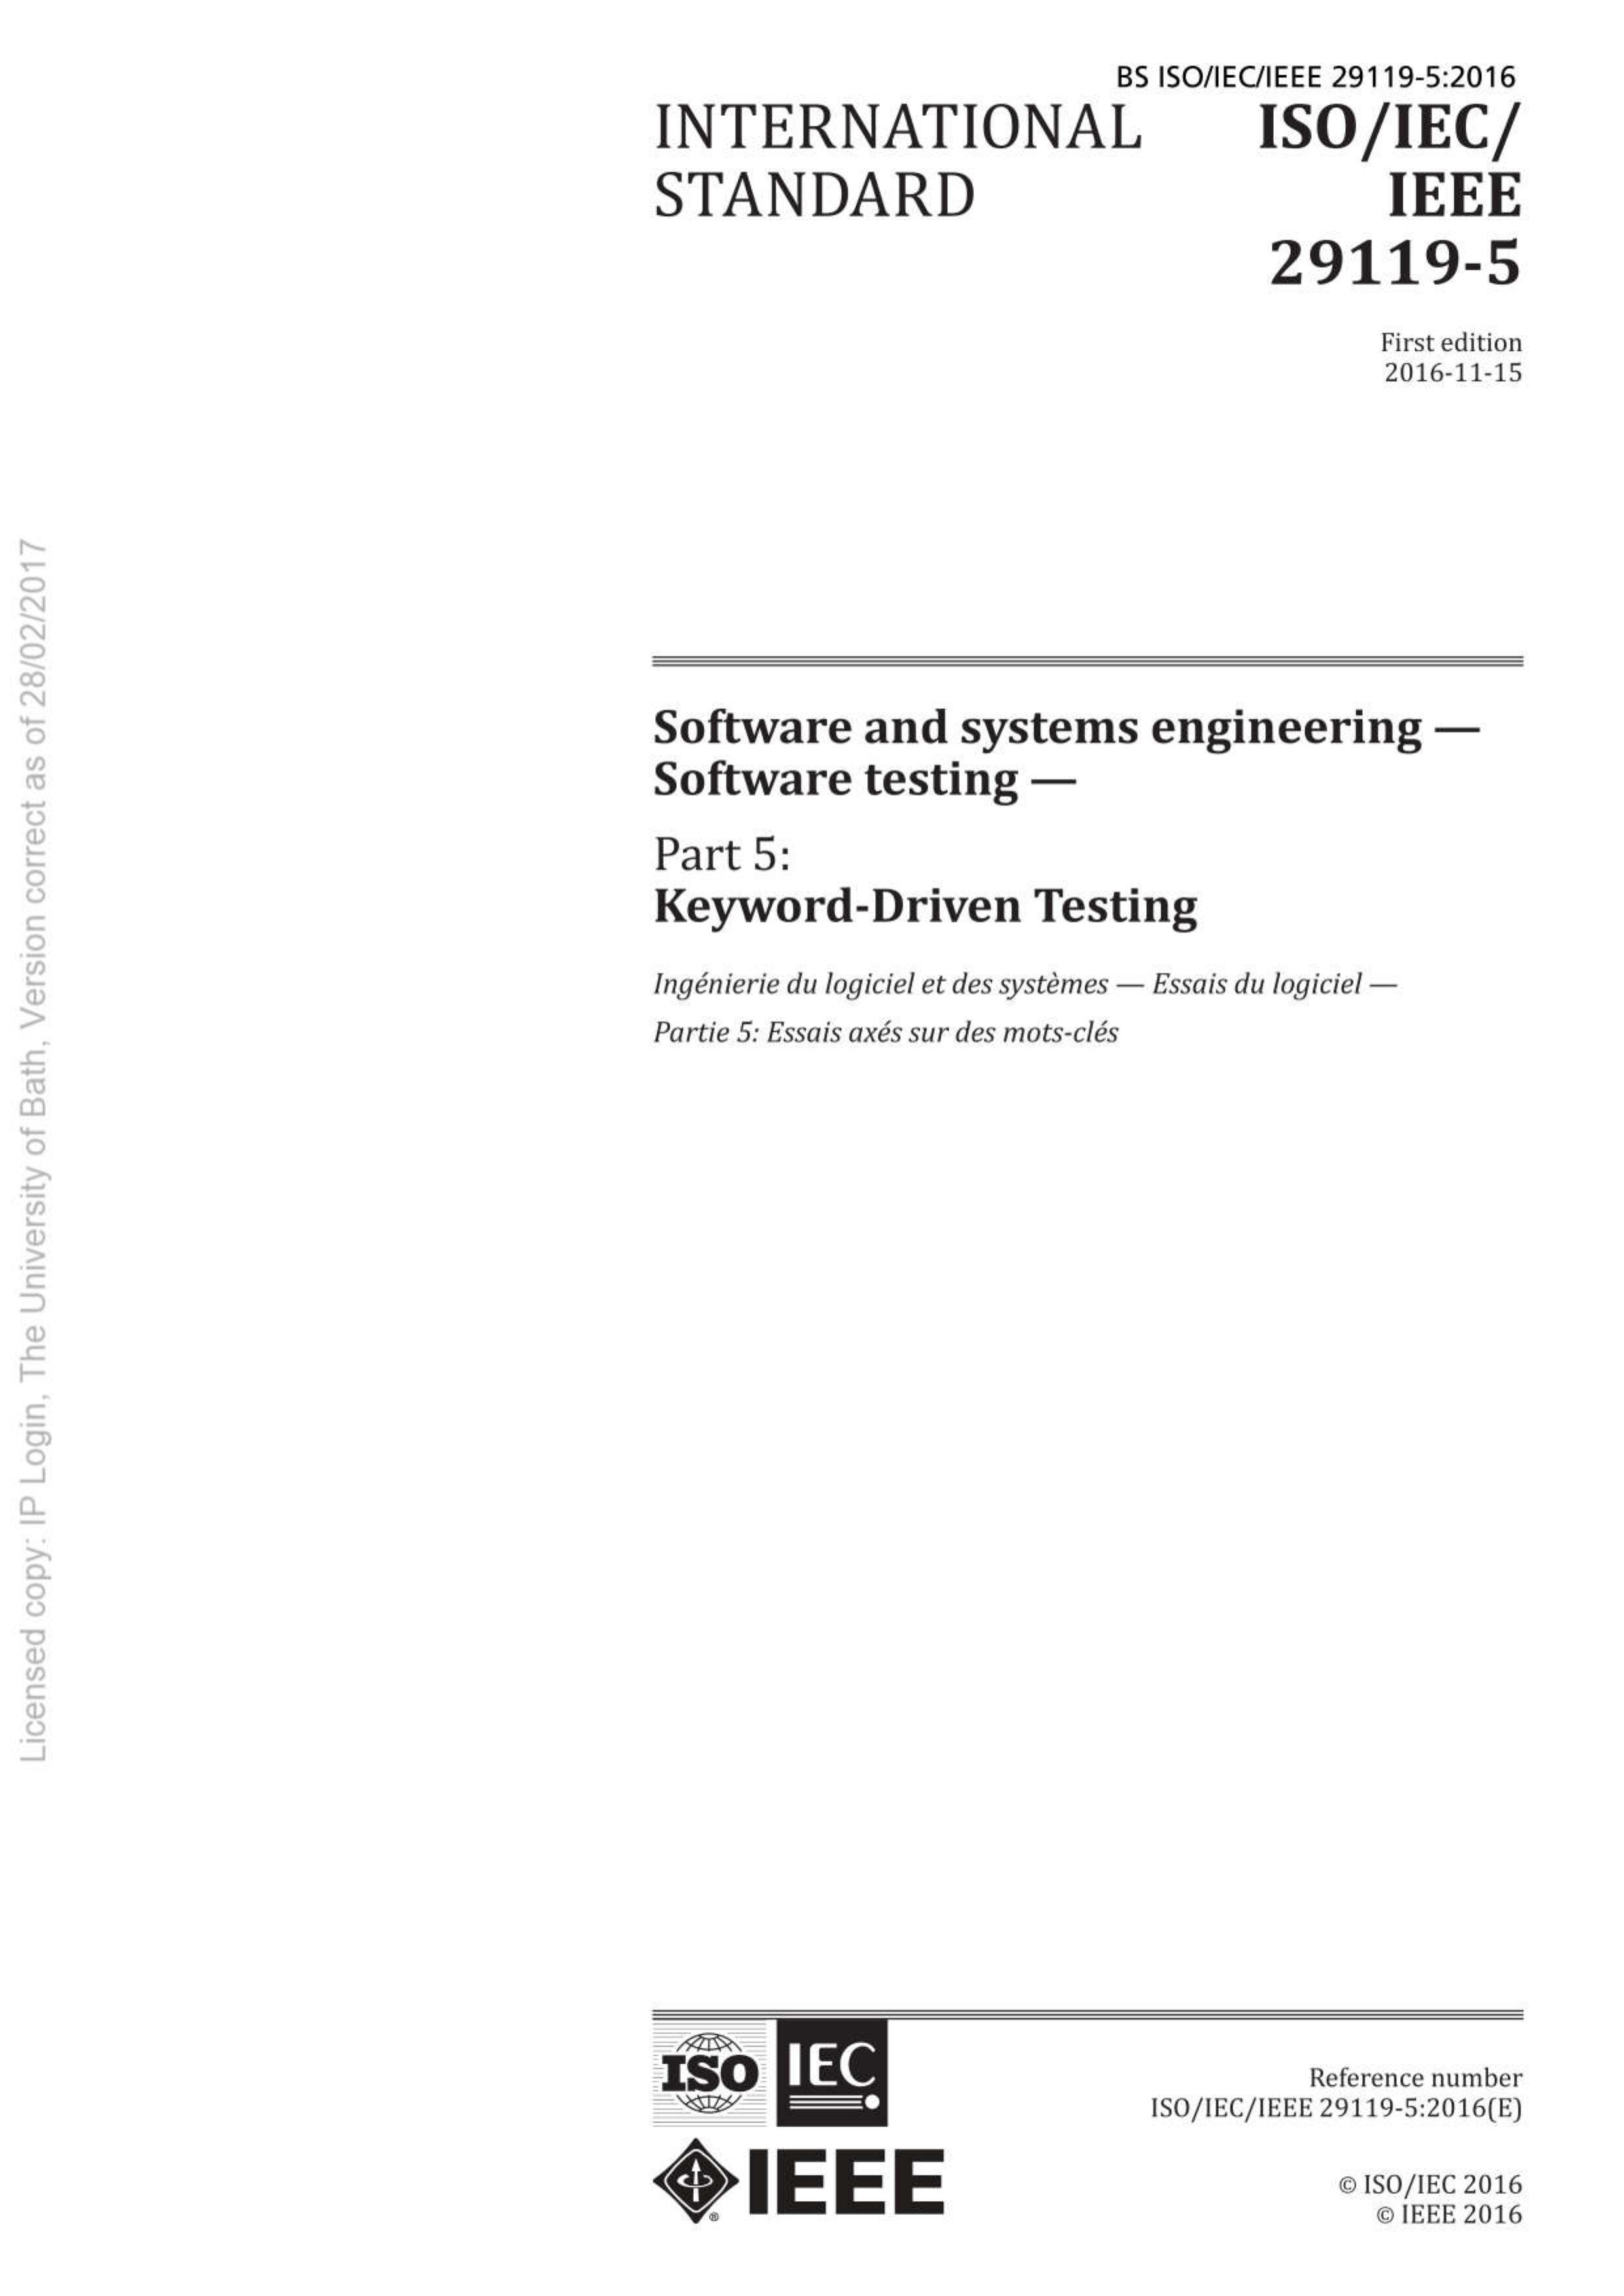 BS ISO/IEC/IEEE 29119-5:2016
INTERNATIONAL
STANDARD
ISO/IEC/
IEEE
29119-5
First edition
2016-11-15
Software and systems engineering —
Software testing —
Part 5:
Keyword-Driven Testing
Ingénierie du logiciel et des systèmes — Essais du logiciel —
Partie 5: Essais axés sur des mots-clés
Licensed copy: IP Login, The University of Bath, Version correct as of 28/02/2017
ISO
IEC
IEEE
®
Reference number
ISO/IEC/IEEE 29119-5:2016(E)
© ISO/IEC 2016
© IEEE 2016